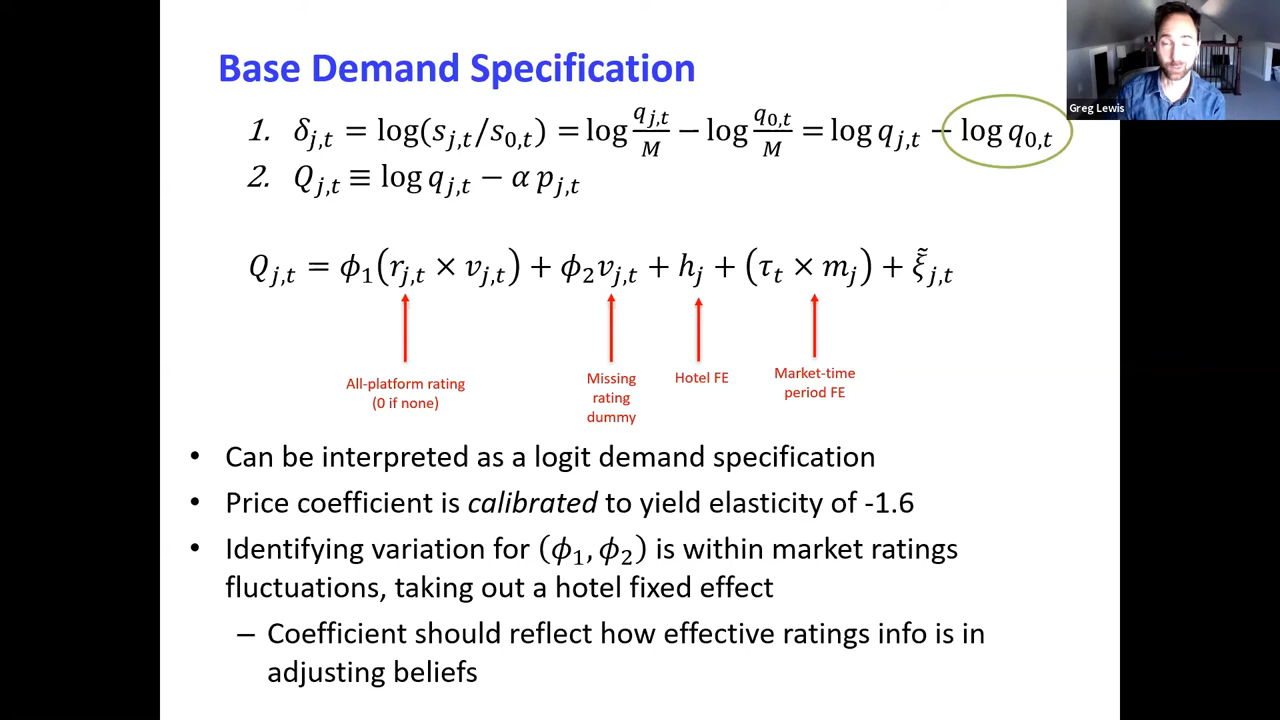 Base Demand Specification
Greg Lewis
1. δ_{j,t} = log(s_{j,t}/s_{0,t}) = log q_{j,t}/M − log q_{0,t}/M = log q_{j,t} − log q_{0,t}
2. Q_{j,t} ≡ log q_{j,t} − α p_{j,t}
Q_{j,t} = ϕ_1(r_{j,t} × v_{j,t}) + ϕ_2 v_{j,t} + h_j + (τ_t × m_j) + ξ̃_{j,t}
All-platform rating
(0 if none)
Missing
rating
dummy
Hotel FE
Market-time
period FE
• Can be interpreted as a logit demand specification
• Price coefficient is calibrated to yield elasticity of -1.6
• Identifying variation for (ϕ_1, ϕ_2) is within market ratings
fluctuations, taking out a hotel fixed effect
– Coefficient should reflect how effective ratings info is in
adjusting beliefs